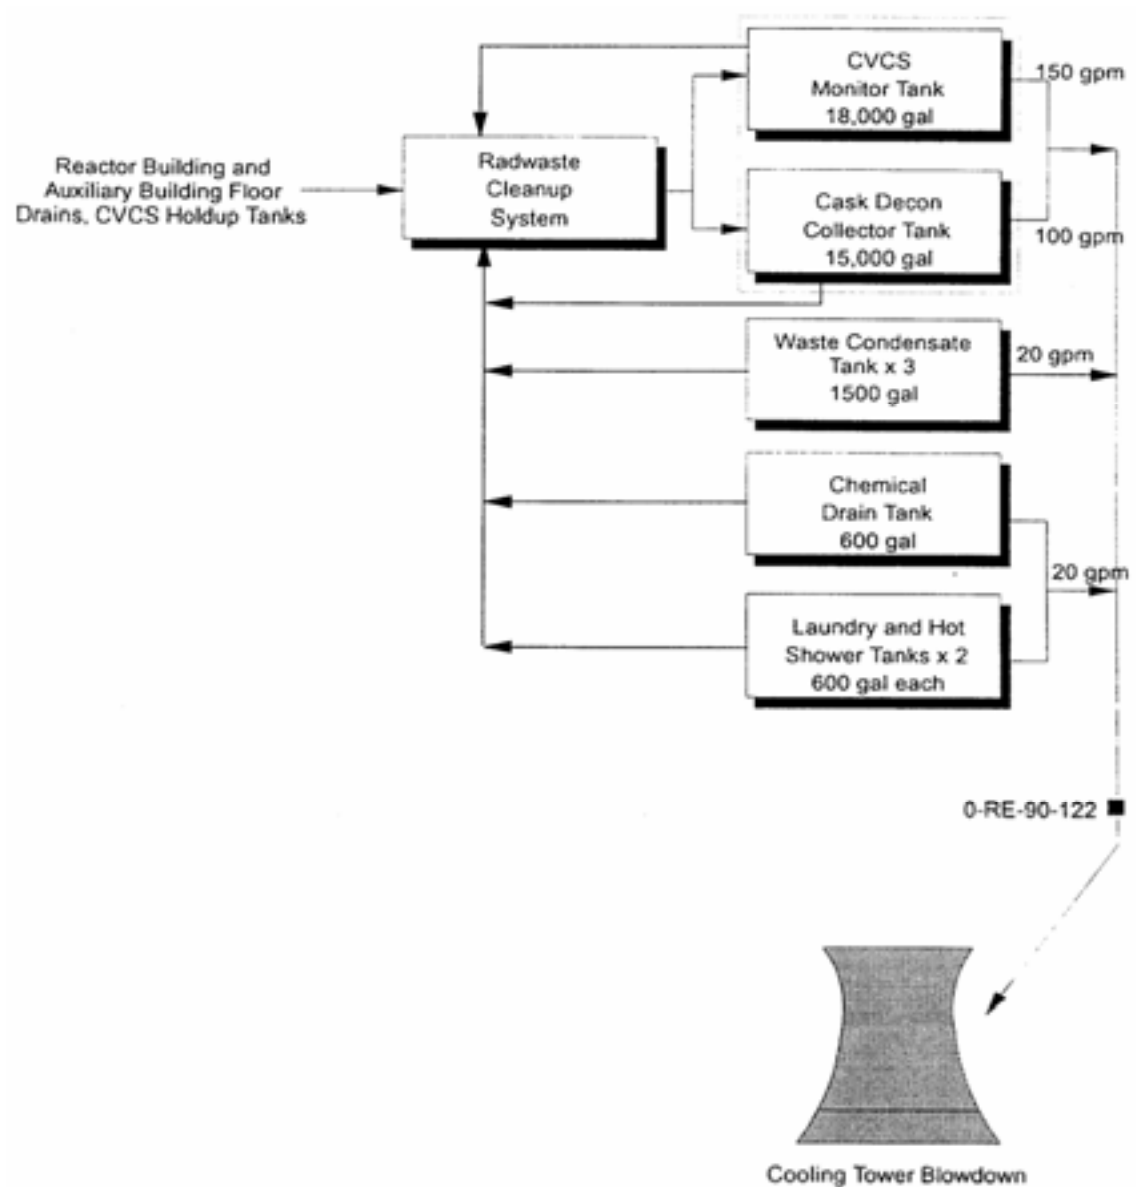 CVCS
Monitor Tank
18,000 gal
150 gpm
Reactor Building and
Auxiliary Building Floor
Drains, CVCS Holdup Tanks
Radwaste
Cleanup
System
Cask Decon
Collector Tank
15,000 gal
100 gpm
Waste Condensate
Tank x 3
1500 gal
20 gpm
Chemical
Drain Tank
600 gal
20 gpm
Laundry and Hot
Shower Tanks x 2
600 gal each
0-RE-90-122
Cooling Tower Blowdown